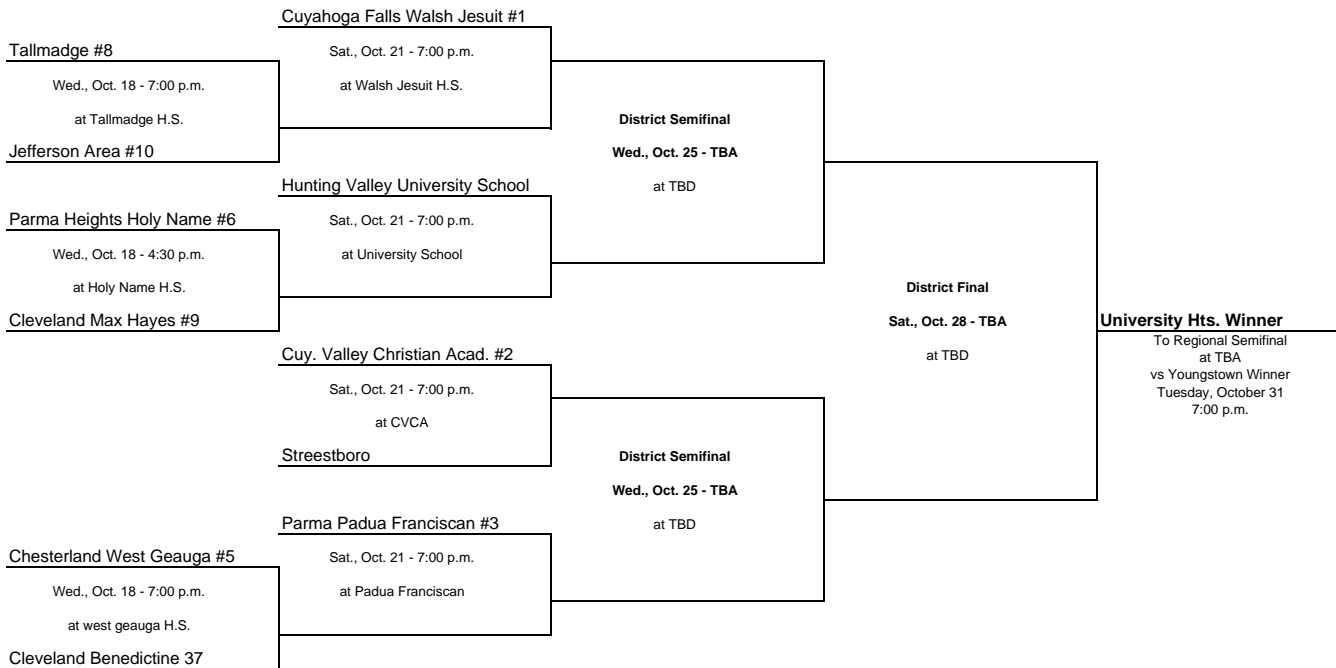 Cuyahoga Falls Walsh Jesuit #1
Tallmadge #8
Sat., Oct. 21 - 7:00 p.m.
Wed., Oct. 18 - 7:00 p.m.
at Walsh Jesuit H.S.
at Tallmadge H.S.
District Semifinal
Jefferson Area #10
Wed., Oct. 25 - TBA
Hunting Valley University School
at TBD
Parma Heights Holy Name #6
Sat., Oct. 21 - 7:00 p.m.
Wed., Oct. 18 - 4:30 p.m.
at University School
at Holy Name H.S.
District Final
Cleveland Max Hayes #9
Sat., Oct. 28 - TBA
University Hts. Winner
To Regional Semifinal
at TBA
vs Youngstown Winner
Tuesday, October 31
7:00 p.m.
Cuy. Valley Christian Acad. #2
at TBD
Sat., Oct. 21 - 7:00 p.m.
at CVCA
Streestboro
District Semifinal
Wed., Oct. 25 - TBA
Parma Padua Franciscan #3
at TBD
Chesterland West Geauga #5
Sat., Oct. 21 - 7:00 p.m.
Wed., Oct. 18 - 7:00 p.m.
at Padua Franciscan
at west geauga H.S.
Cleveland Benedictine 37